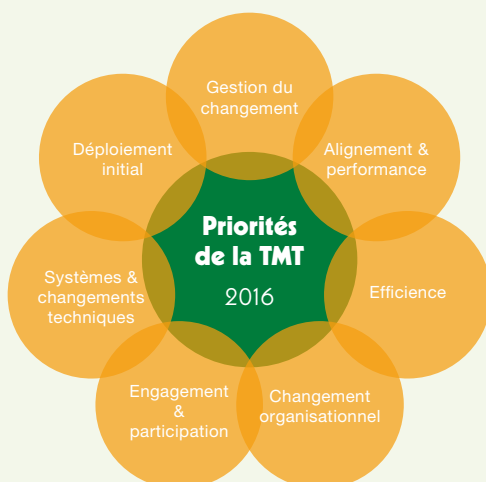 Gestion du
changement
Alignement &
performance
Efficience
Changement
organisationnel
Engagement
&
participation
Systèmes &
changements
techniques
Déploiement
initial
Priorités
de la TMT
2016